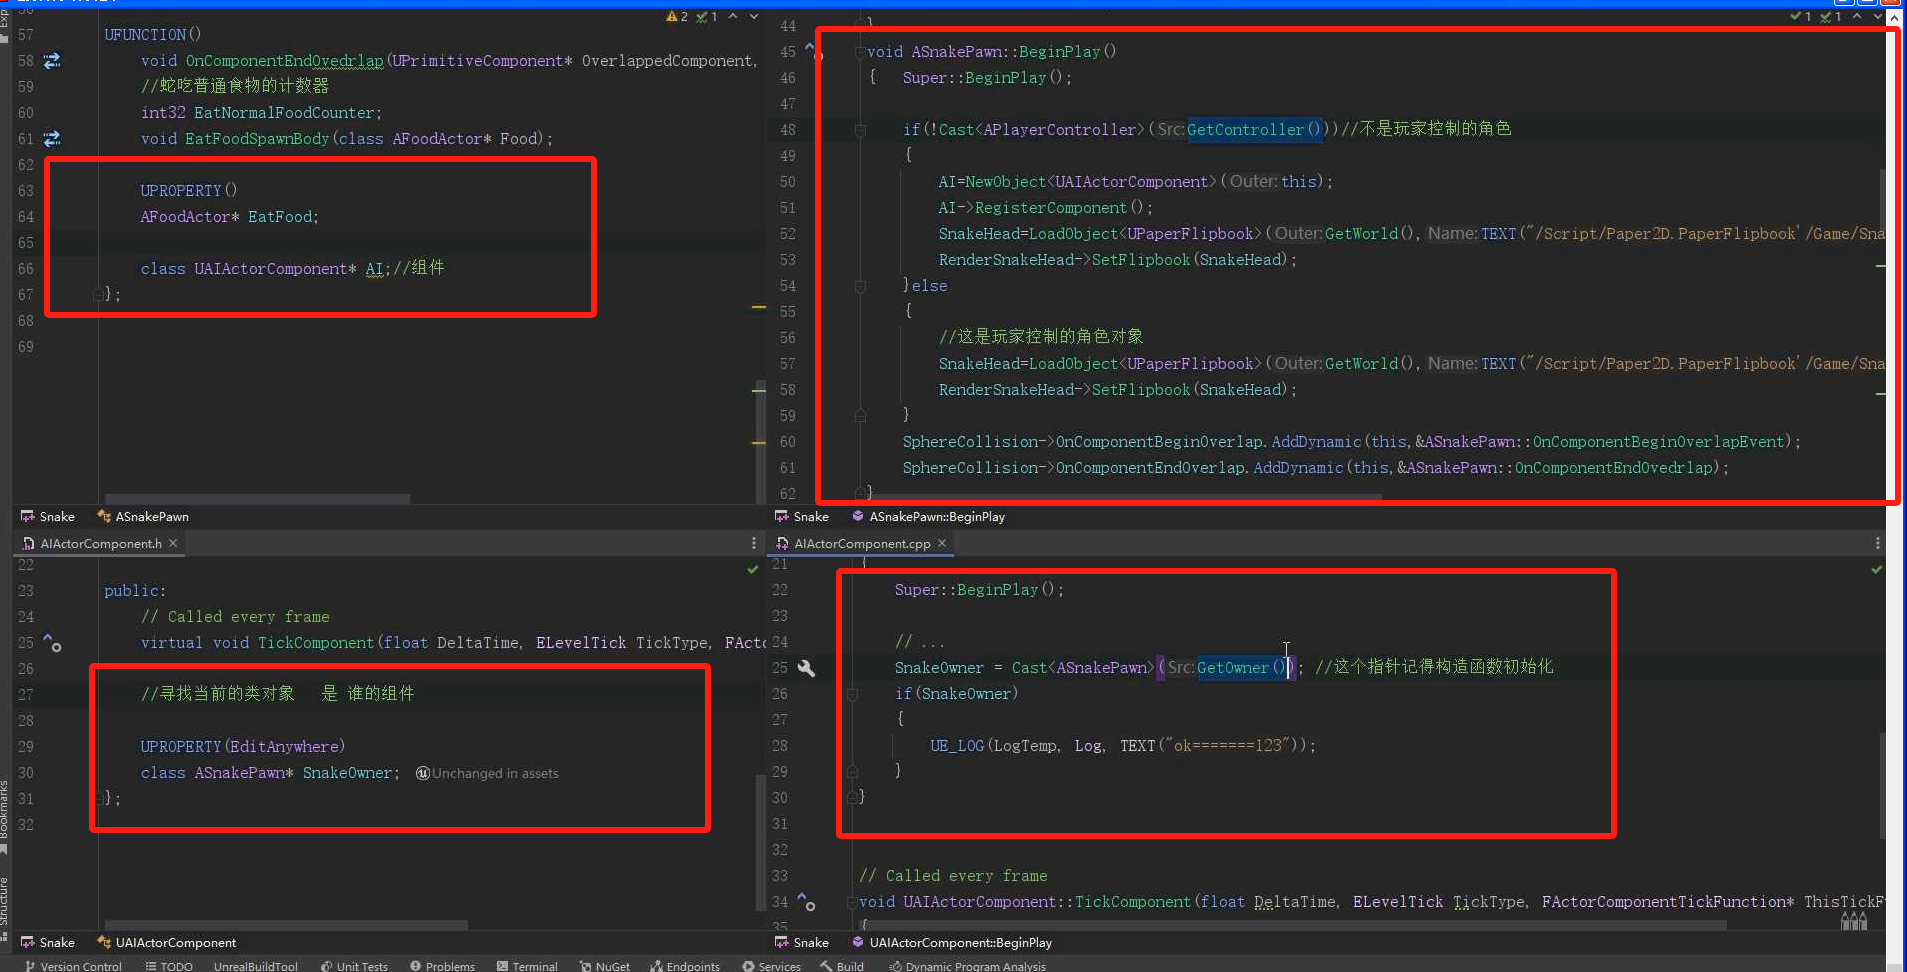 57 UFUNCTION()
58 void OnComponentEndOvedrlap(UPrimitiveComponent* OverlappedComponent,
59 //蛇吃普通食物的计数器
60 int32 EatNormalFoodCounter;
61 void EatFoodSpawnBody(class AFoodActor* Food);
62
63 UPROPERTY()
64 AFoodActor* EatFood;
65
66 class UAIActorComponent* AI;//组件
67 };
68
69
2 1
Snake ASnakePawn
1 1
44 }
45 void ASnakePawn::BeginPlay()
46 { Super::BeginPlay();
47
48 if(!Cast<APlayerController>(Src:GetController()))//不是玩家控制的角色
49 {
50 AI=NewObject<UAIActorComponent>(Outer:this);
51 AI->RegisterComponent();
52 SnakeHead=LoadObject<UPaperFlipbook>(Outer:GetWorld(),Name:TEXT("/Script/Paper2D.PaperFlipbook'/Game/Sna
53 RenderSnakeHead->SetFlipbook(SnakeHead);
54 }else
55 {
56 //这是玩家控制的角色对象
57 SnakeHead=LoadObject<UPaperFlipbook>(Outer:GetWorld(),Name:TEXT("/Script/Paper2D.PaperFlipbook'/Game/Sna
58 RenderSnakeHead->SetFlipbook(SnakeHead);
59 }
60 SphereCollision->OnComponentBeginOverlap.AddDynamic(this,&ASnakePawn::OnComponentBeginOverlapEvent);
61 SphereCollision->OnComponentEndOverlap.AddDynamic(this,&ASnakePawn::OnComponentEndOvedrlap);
62 }
Snake ASnakePawn::BeginPlay
AIActorComponent.h
22
23 public:
24 // Called every frame
25 virtual void TickComponent(float DeltaTime, ELevelTick TickType, FActo
26
27 //寻找当前的类对象 是 谁的组件
28
29 UPROPERTY(EditAnywhere)
30 class ASnakePawn* SnakeOwner; Unchanged in assets
31 };
32
Snake UAIActorComponent
AIActorComponent.cpp
21 {
22 Super::BeginPlay();
23
24 // ...
25 SnakeOwner = Cast<ASnakePawn>(Src:GetOwner()); //这个指针记得构造函数初始化
26 if(SnakeOwner)
27 {
28 UE_LOG(LogTemp, Log, TEXT("ok=======123"));
29 }
30 }
31
32
33 // Called every frame
34 void UAIActorComponent::TickComponent(float DeltaTime, ELevelTick TickType, FActorComponentTickFunction* ThisTickF
35 {
Snake UAIActorComponent::BeginPlay
Bookmarks
Structure
Version Control TODO UnrealBuildTool Unit Tests Problems Terminal NuGet Endpoints Services Build Dynamic Program Analysis